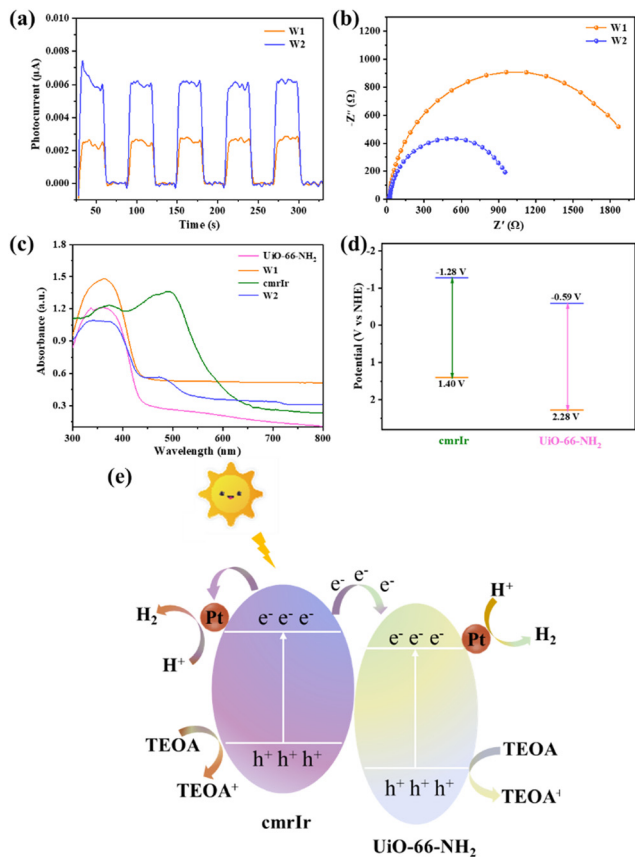 (a)
0.010
0.008
0.006
0.004
0.002
0.000
Photocurrent (μA)
50 100 150 200 250 300
Time (s)
W1
W2
(b)
1200
1000
800
600
400
200
0
-Z″ (Ω)
0 300 600 900 1200 1500 1800
Z′ (Ω)
W1
W2
(c)
1.8
1.5
1.2
0.9
0.6
0.3
Absorbance (a.u.)
300 400 500 600 700 800
Wavelength (nm)
UiO-66-NH₂
W1
cmrIr
W2
(d)
-2
-1
0
1
2
Potential (V vs NHE)
-1.28 V
1.40 V
-0.59 V
2.28 V
cmrIr
UiO-66-NH₂
(e)
e⁻ e⁻ e⁻
H₂ Pt
H⁺
e⁻ e⁻ e⁻
h⁺ h⁺ h⁺
TEOA
TEOA⁺
cmrIr
H⁺
Pt H₂
e⁻ e⁻ e⁻
h⁺ h⁺ h⁺
TEOA
TEOA⁺
UiO-66-NH₂